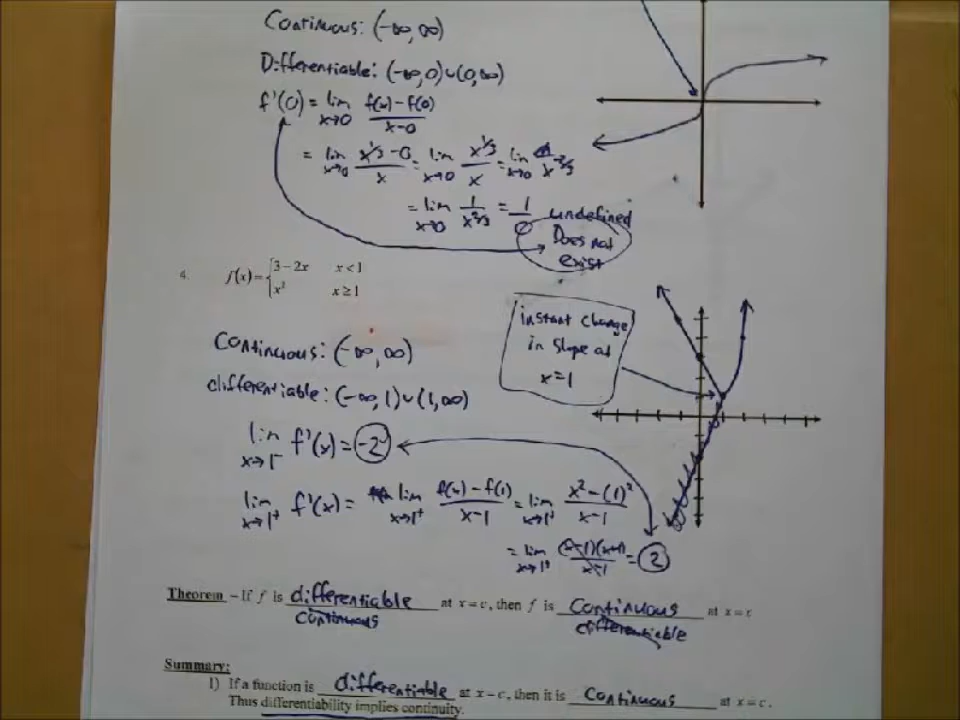 Continuous: (-∞, ∞)
Differentiable: (-∞, 0) ∪ (0, ∞)
f'(0) = lim x→0 f(x) - f(0) / x-0
= lim x→0 x^1/3 - 0 / x = lim x→0 x^1/3 / x = lim x→0 x^-2/3
= lim x→0 1 / x^2/3 = 1/0 undefined
Does not
exist
4. f(x) = { 3 - 2x x < 1
x² x ≥ 1
instant change
in slope at
x=1
Continuous: (-∞, ∞)
differentiable: (-∞, 1) ∪ (1, ∞)
lim x→1⁻ f'(x) = -2
lim x→1⁺ f'(x) = lim x→1⁺ f(x) - f(1) / x-1 = lim x→1⁺ x² - (1)² / x-1
= lim x→1⁺ (x-1)(x+1) / x-1 = 2
Theorem – If f is differentiable at x = c, then f is Continuous at x = c
continuous differentiable
Summary:
1) If a function is differentiable at x = c, then it is Continuous at x = c.
Thus differentiability implies continuity.